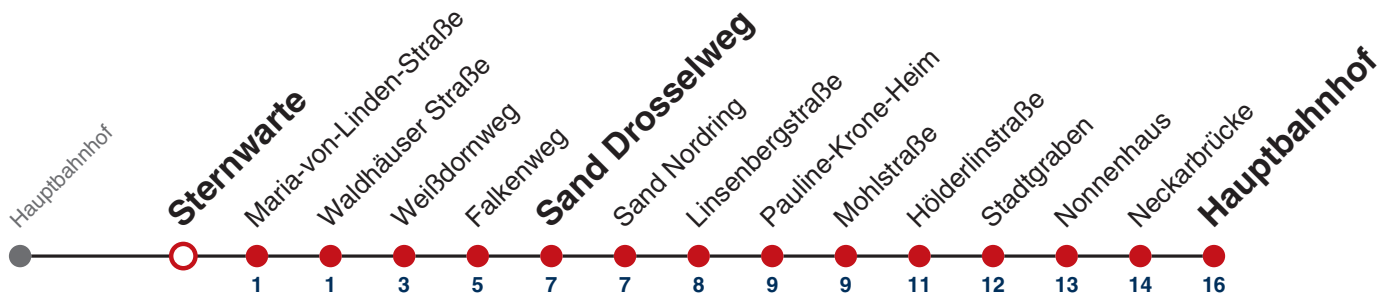 Hauptbahnhof
Sternwarte
Maria-von-Linden-Straße
Waldhäuser Straße
Weißdornweg
Falkenweg
Sand Drosselweg
Sand Nordring
Linsenbergstraße
Pauline-Krone-Heim
Mohlstraße
Hölderlinstraße
Stadtgraben
Nonnenhaus
Neckarbrücke
Hauptbahnhof
1 1 3 5 7 7 8 9 9 11 12 13 14 16